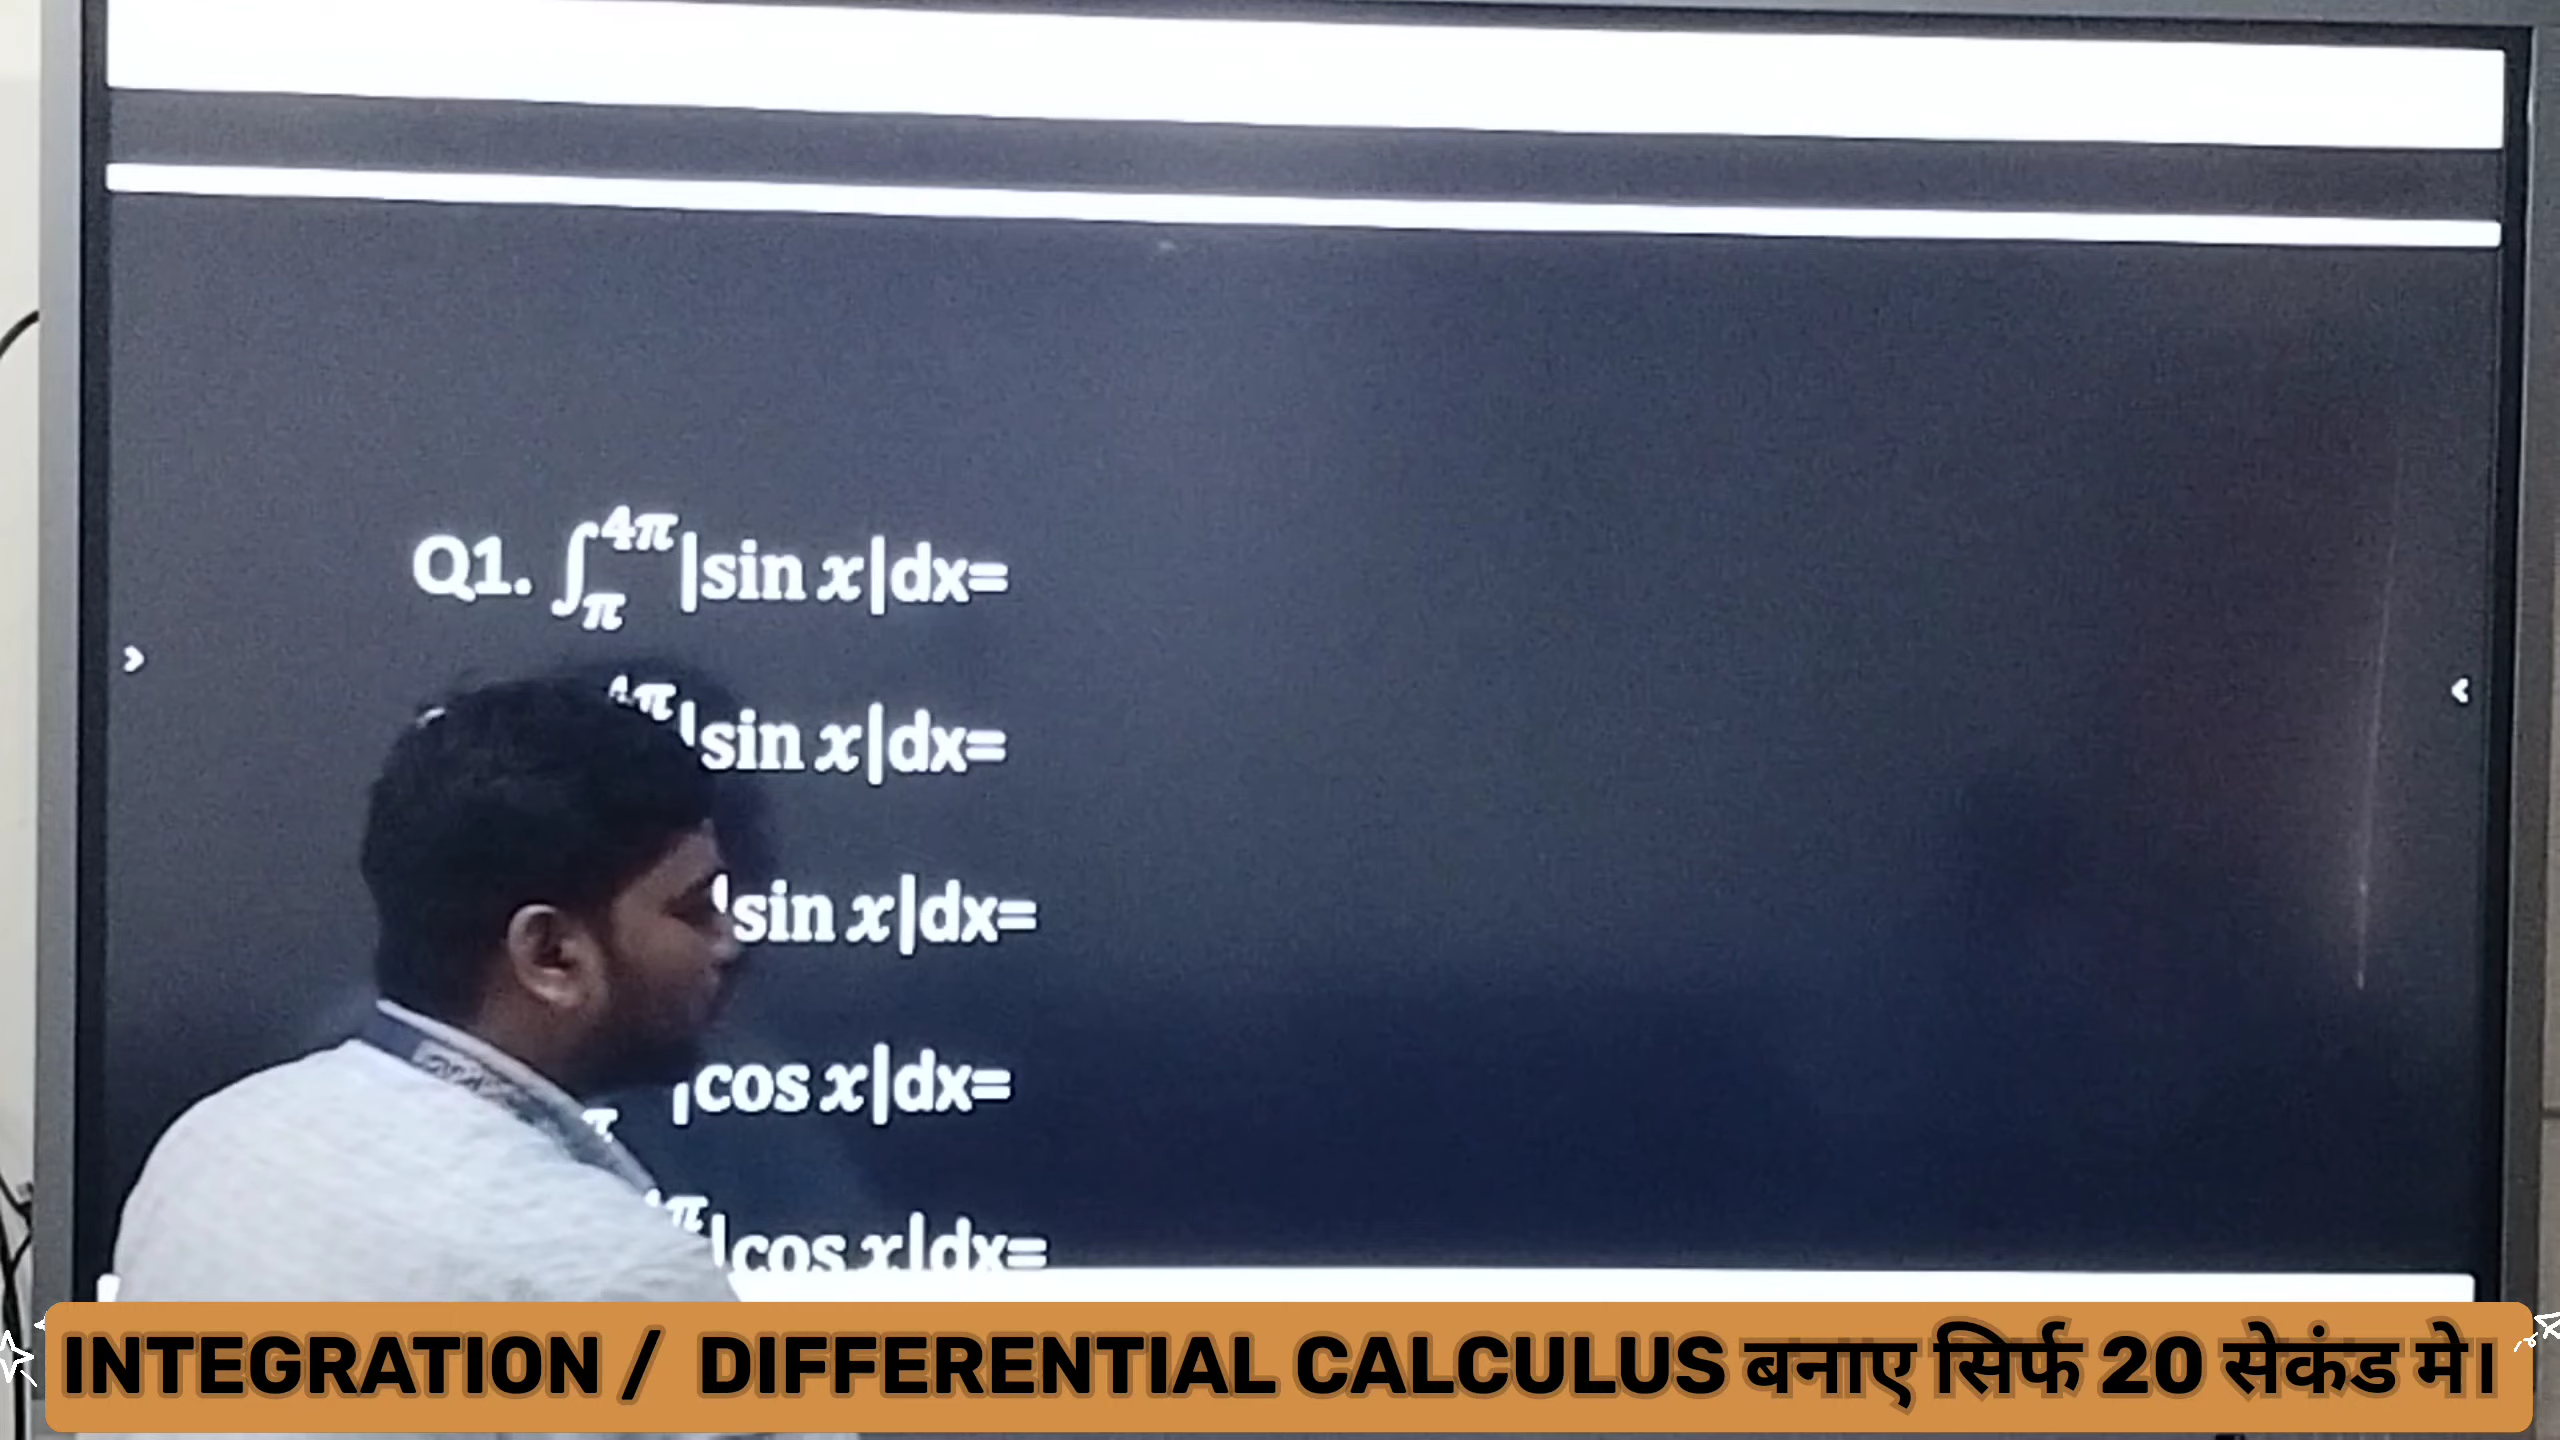 Q1. ∫_π^{4π} |sin x|dx=
π |sin x|dx=
sin x|dx=
|cos x|dx=
π |cos x|dx=
INTEGRATION / DIFFERENTIAL CALCULUS बनाए सिर्फ 20 सेकंड मे।